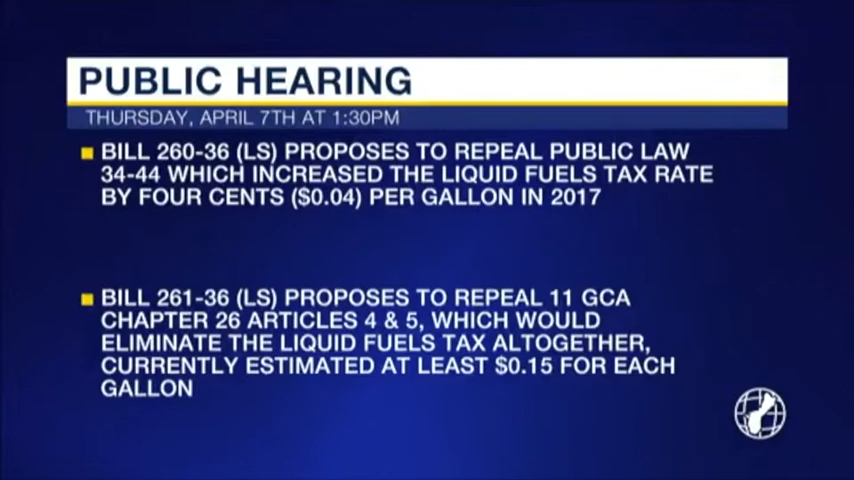 PUBLIC HEARING
THURSDAY, APRIL 7TH AT 1:30PM
BILL 260-36 (LS) PROPOSES TO REPEAL PUBLIC LAW
34-44 WHICH INCREASED THE LIQUID FUELS TAX RATE
BY FOUR CENTS ($0.04) PER GALLON IN 2017
BILL 261-36 (LS) PROPOSES TO REPEAL 11 GCA
CHAPTER 26 ARTICLES 4 & 5, WHICH WOULD
ELIMINATE THE LIQUID FUELS TAX ALTOGETHER,
CURRENTLY ESTIMATED AT LEAST $0.15 FOR EACH
GALLON